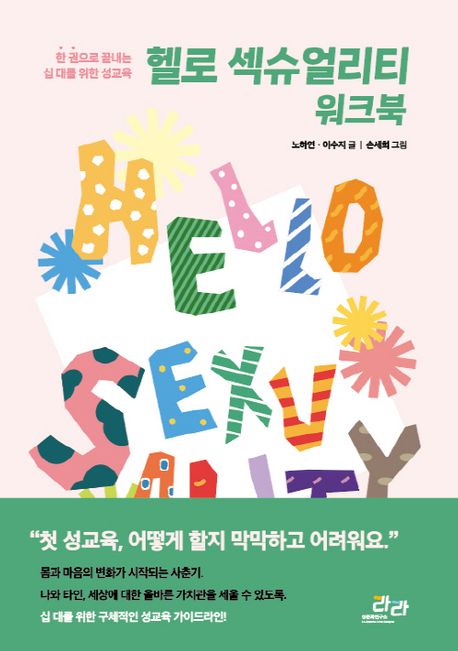 한 권으로 끝내는
십 대를 위한 성교육
헬로 섹슈얼리티
워크북
노하연 · 이수지 글 | 손세희 그림
HELLO
SEXU
ALITY
“첫 성교육, 어떻게 할지 막막하고 어려워요.”
몸과 마음의 변화가 시작되는 사춘기.
나와 타인, 세상에 대한 올바른 가치관을 세울 수 있도록.
십 대를 위한 구체적인 성교육 가이드라인!
라라